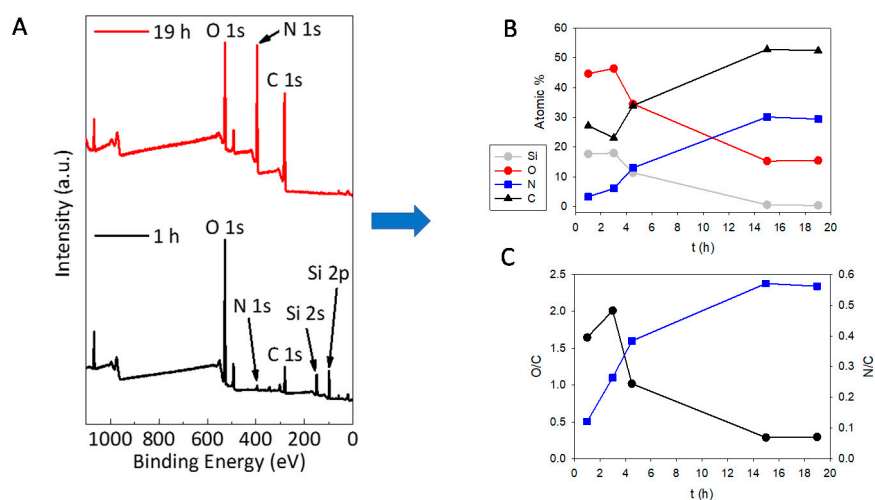 A
19 h
O 1s
N 1s
C 1s
1 h
O 1s
N 1s
C 1s
Si 2s
Si 2p
Intensity (a.u.)
1000 800 600 400 200 0
Binding Energy (eV)
B
60
50
40
30
20
10
0
Atomic %
Si
O
N
C
0 2 4 6 8 10 12 14 16 18 20
t (h)
C
2.5
2.0
1.5
1.0
0.5
0.0
O/C
0.6
0.5
0.4
0.3
0.2
0.1
0.0
N/C
0 2 4 6 8 10 12 14 16 18 20
t (h)